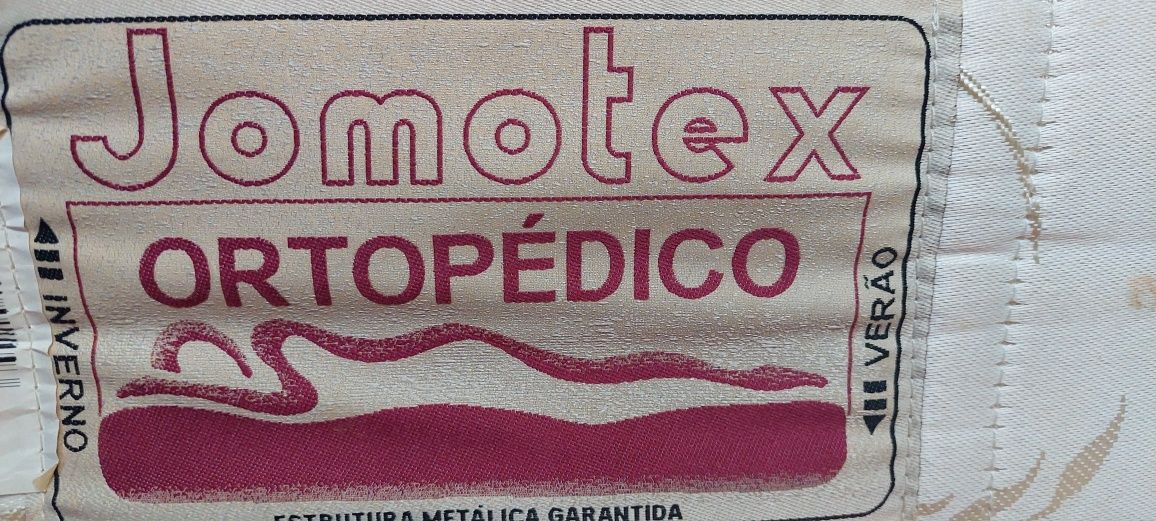 Jomotex
ORTOPÉDICO
INVERNO
VERÃO
ESTRUTURA METÁLICA GARANTIDA